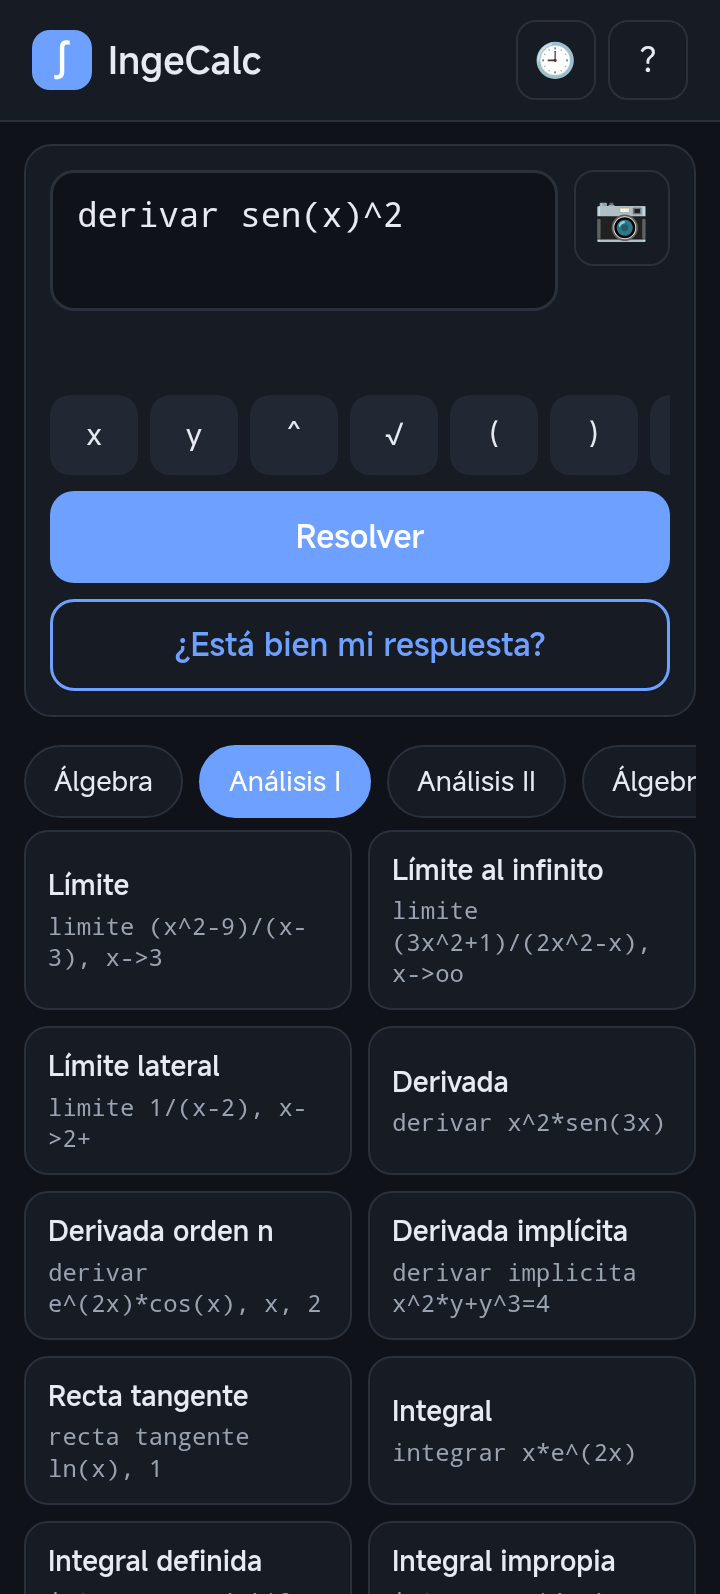 ∫ IngeCalc ?
derivar sen(x)^2
x y ^ √ ( )
Resolver
¿Está bien mi respuesta?
Álgebra Análisis I Análisis II Álgebr
Límite
limite (x^2-9)/(x-
3), x->3
Límite al infinito
limite
(3x^2+1)/(2x^2-x),
x->oo
Límite lateral
limite 1/(x-2), x-
>2+
Derivada
derivar x^2*sen(3x)
Derivada orden n
derivar
e^(2x)*cos(x), x, 2
Derivada implícita
derivar implicita
x^2*y+y^3=4
Recta tangente
recta tangente
ln(x), 1
Integral
integrar x*e^(2x)
Integral definida
Integral impropia